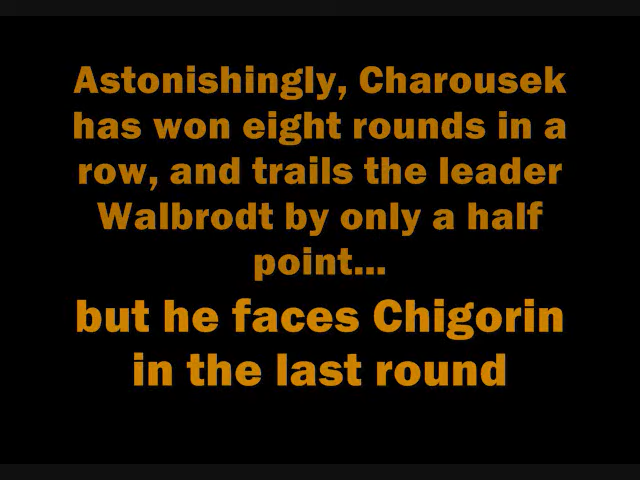 Astonishingly, Charousek
has won eight rounds in a
row, and trails the leader
Walbrodt by only a half
point...
but he faces Chigorin
in the last round